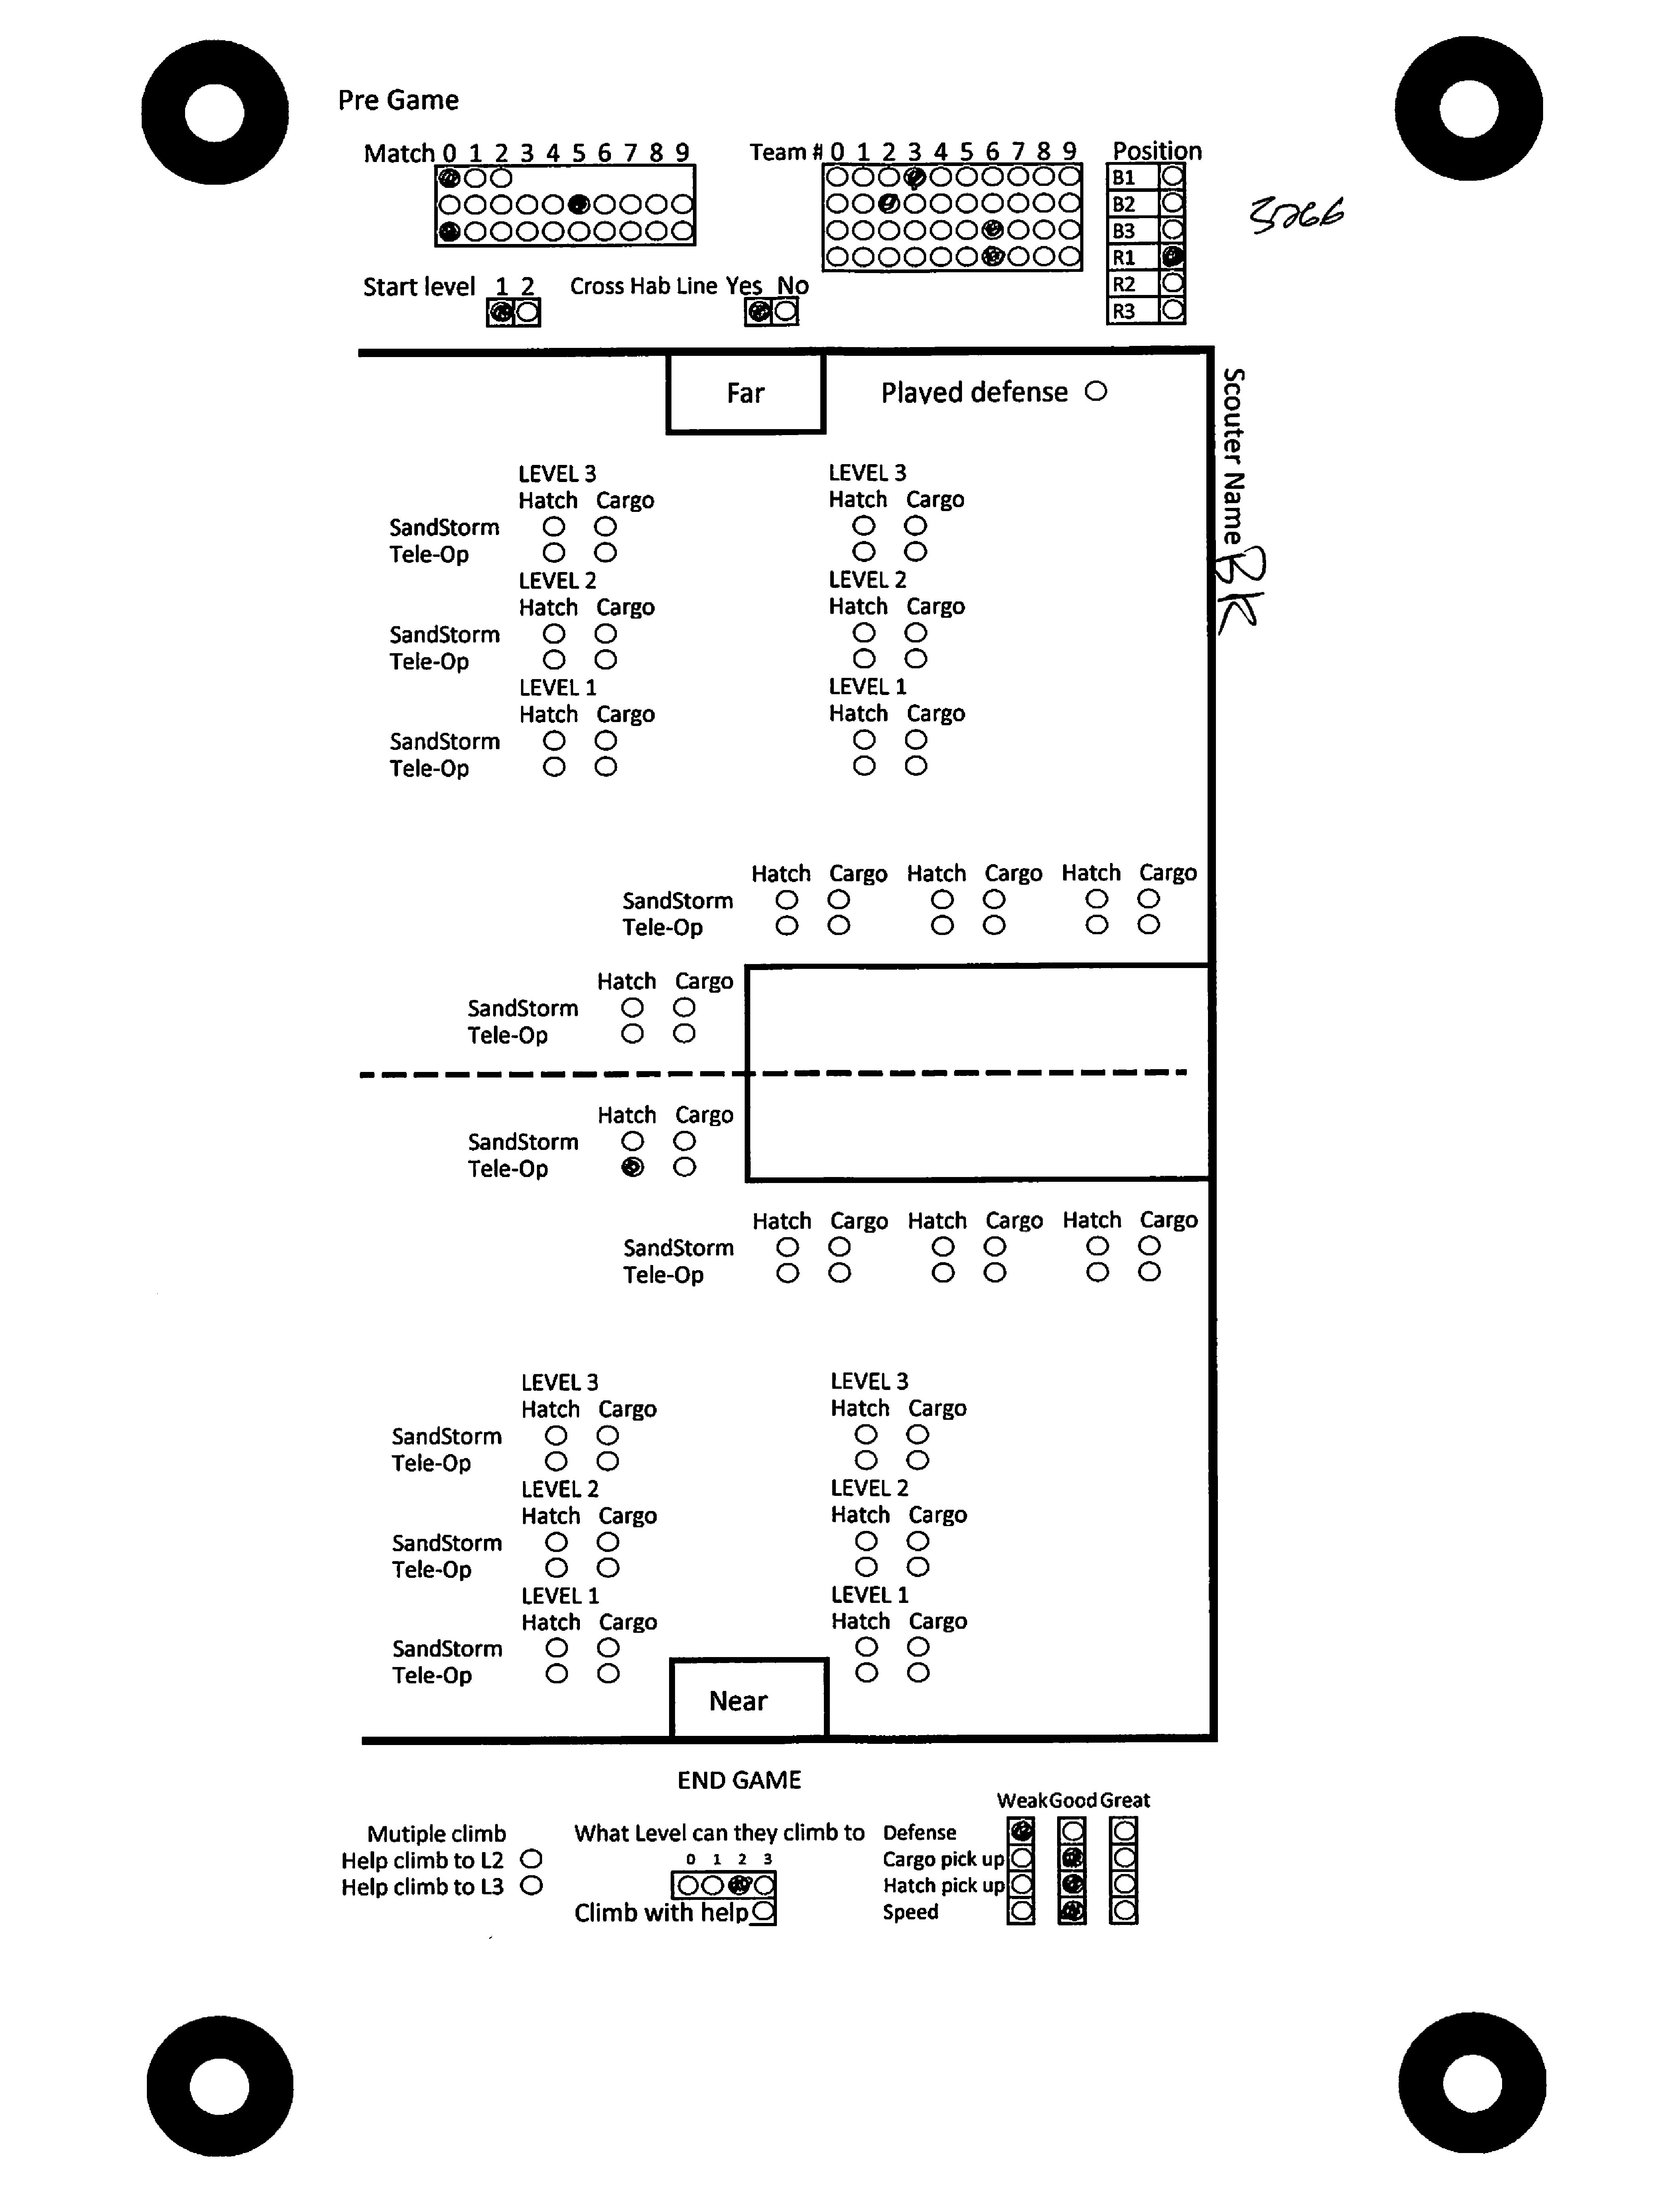 Pre Game
Match 0 1 2 3 4 5 6 7 8 9
Team # 0 1 2 3 4 5 6 7 8 9
Position
B1
B2
B3
R1
R2
R3
3266
Start level 1 2
Cross Hab Line Yes No
Far
Played defense
Scouter Name BK
LEVEL 3 LEVEL 3
Hatch Cargo Hatch Cargo
SandStorm
Tele-Op
LEVEL 2 LEVEL 2
Hatch Cargo Hatch Cargo
SandStorm
Tele-Op
LEVEL 1 LEVEL 1
Hatch Cargo Hatch Cargo
SandStorm
Tele-Op
Hatch Cargo Hatch Cargo Hatch Cargo
SandStorm
Tele-Op
Hatch Cargo
SandStorm
Tele-Op
Hatch Cargo
SandStorm
Tele-Op
Hatch Cargo Hatch Cargo Hatch Cargo
SandStorm
Tele-Op
LEVEL 3 LEVEL 3
Hatch Cargo Hatch Cargo
SandStorm
Tele-Op
LEVEL 2 LEVEL 2
Hatch Cargo Hatch Cargo
SandStorm
Tele-Op
LEVEL 1 LEVEL 1
Hatch Cargo Hatch Cargo
SandStorm
Tele-Op
Near
END GAME
Mutiple climb
Help climb to L2
Help climb to L3
What Level can they climb to
0 1 2 3
Climb with help
Weak Good Great
Defense
Cargo pick up
Hatch pick up
Speed